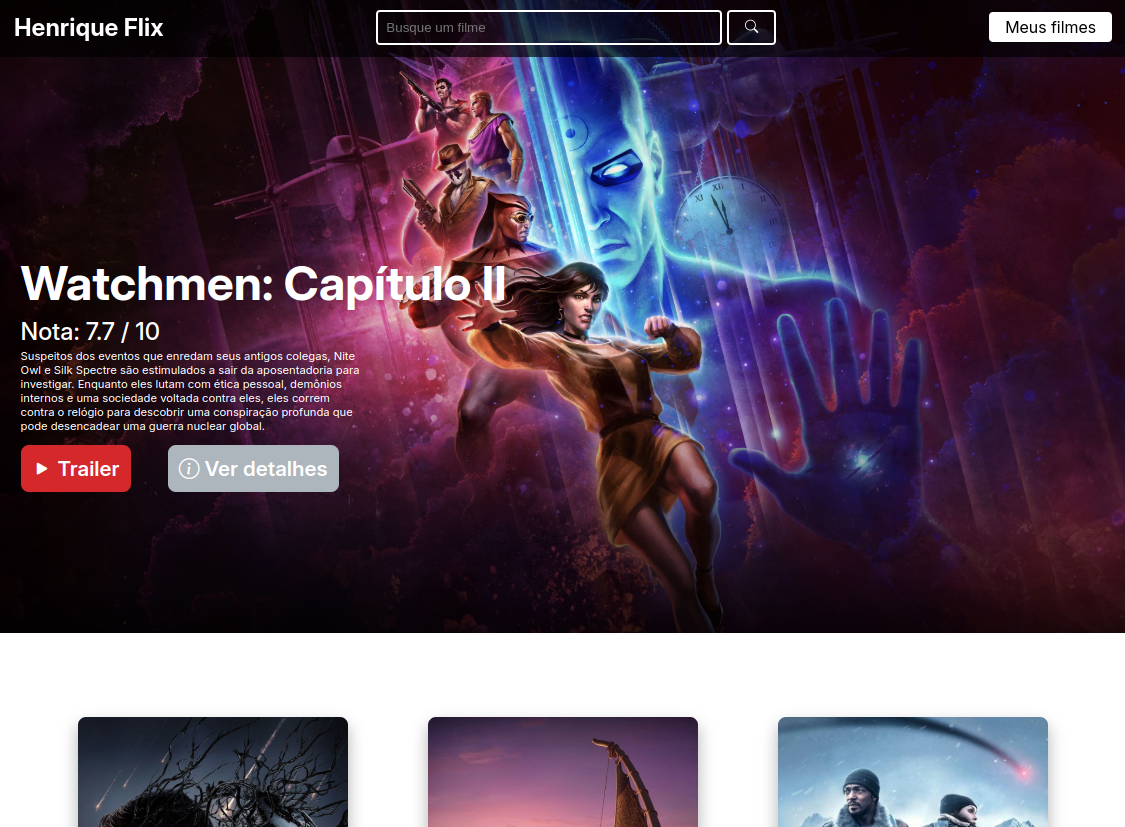 Henrique Flix
Busque um filme
Meus filmes
Watchmen: Capítulo II
Nota: 7.7 / 10
Suspeitos dos eventos que enredam seus antigos colegas, Nite
Owl e Silk Spectre são estimulados a sair da aposentadoria para
investigar. Enquanto eles lutam com ética pessoal, demônios
internos e uma sociedade voltada contra eles, eles correm
contra o relógio para descobrir uma conspiração profunda que
pode desencadear uma guerra nuclear global.
Trailer
Ver detalhes